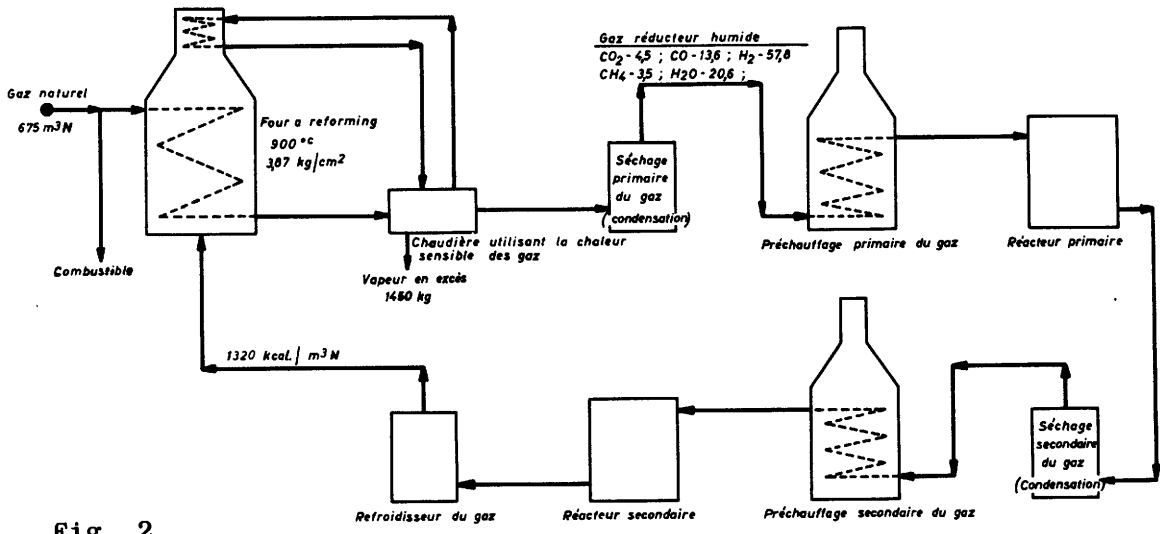 Gaz réducteur humide
CO2-4,5 ; CO-13,6 ; H2-57,8
CH4-3,5 ; H2O-20,6 ;
Gaz naturel
675 m3N
Four a reforming
900 °c
3,87 kg/cm2
Séchage
primaire
du gaz
(condensation)
Combustible
Chaudière utilisant la chaleur
sensible des gaz
Vapeur en excès
1450 kg
Préchauffage primaire du gaz
Réacteur primaire
1320 kcal./ m3N
Séchage
secondaire
du gaz
(Condensation)
Refroidisseur du gaz
Réacteur secondaire
Préchauffage secondaire du gaz
Fig. 2